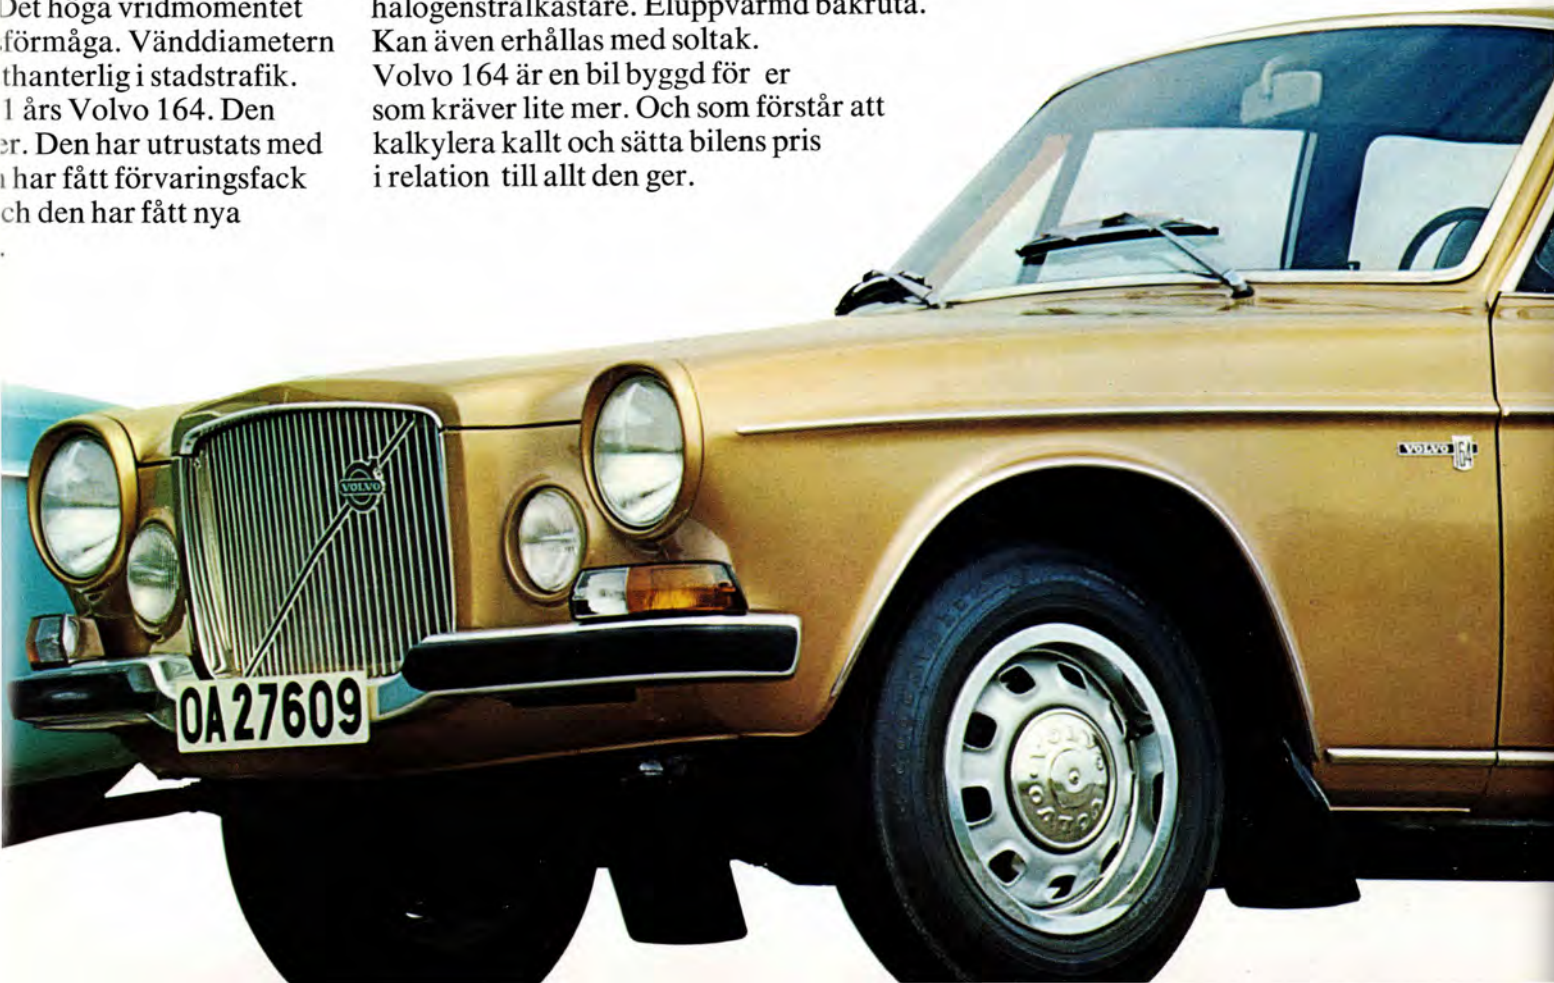 Det höga vridmomentet
förmåga. Vänddiametern
thanterlig i stadstrafik.
1 års Volvo 164. Den
er. Den har utrustats med
har fått förvaringsfack
ch den har fått nya
.
halogenstrålkastare. Eluppvärmd bakruta.
Kan även erhållas med soltak.
Volvo 164 är en bil byggd för er
som kräver lite mer. Och som förstår att
kalkylera kallt och sätta bilens pris
i relation till allt den ger.
VOLVO
VOLVO 164
OA 27609
VOLVO
VOLVO